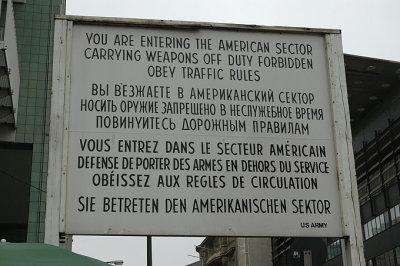 YOU ARE ENTERING THE AMERICAN SECTOR
CARRYING WEAPONS OFF DUTY FORBIDDEN
OBEY TRAFFIC RULES
ВЫ ВЪЕЗЖАЕТЕ В АМЕРИКАНСКИЙ СЕКТОР
НОСИТЬ ОРУЖИЕ ЗАПРЕЩЕНО В НЕСЛУЖЕБНОЕ ВРЕМЯ
ПОВИНУЙТЕСЬ ДОРОЖНЫМ ПРАВИЛАМ
VOUS ENTREZ DANS LE SECTEUR AMÉRICAIN
DEFENSE DE PORTER DES ARMES EN DEHORS DU SERVICE
OBÉISSEZ AUX REGLES DE CIRCULATION
SIE BETRETEN DEN AMERIKANISCHEN SEKTOR
US ARMY